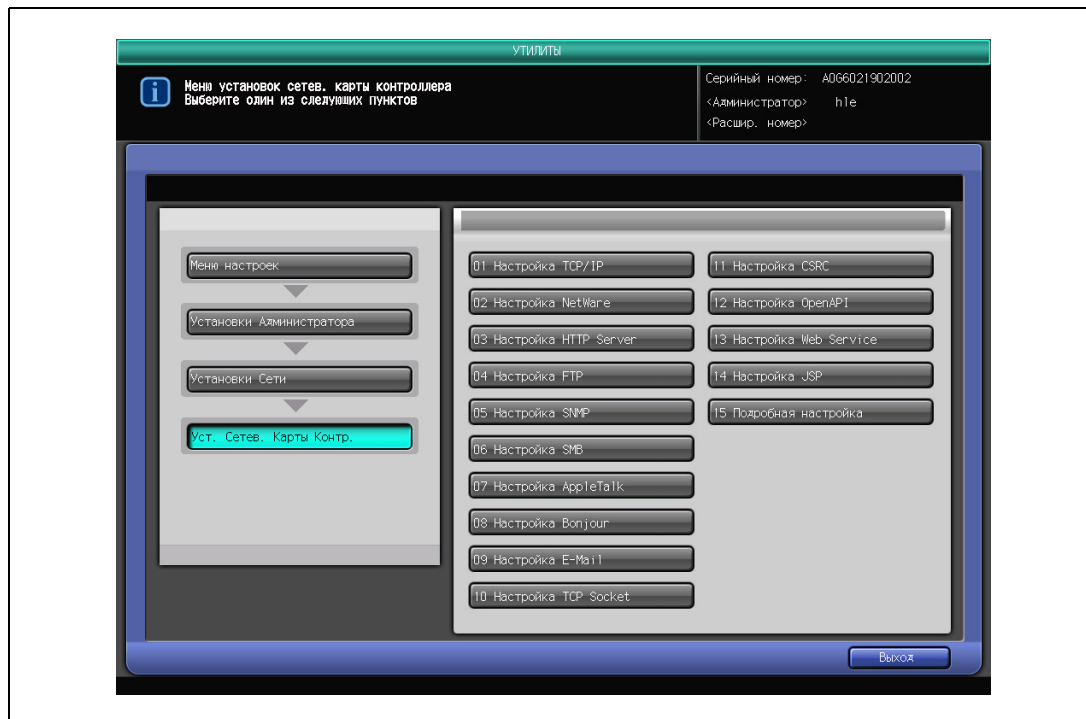 УТИЛИТЫ
Меню установок сетев. карты контроллера
Выберите один из следующих пунктов
Серийный номер: A0G6021902002
<Администратор> hle
<Расшир. номер>
Меню настроек
Установки Администратора
Установки Сети
Уст. Сетев. Карты Контр.
01 Настройка TCP/IP
02 Настройка NetWare
03 Настройка HTTP Server
04 Настройка FTP
05 Настройка SNMP
06 Настройка SMB
07 Настройка AppleTalk
08 Настройка Bonjour
09 Настройка E-Mail
10 Настройка TCP Socket
11 Настройка CSRC
12 Настройка OpenAPI
13 Настройка Web Service
14 Настройка JSP
15 Подробная настройка
Выход